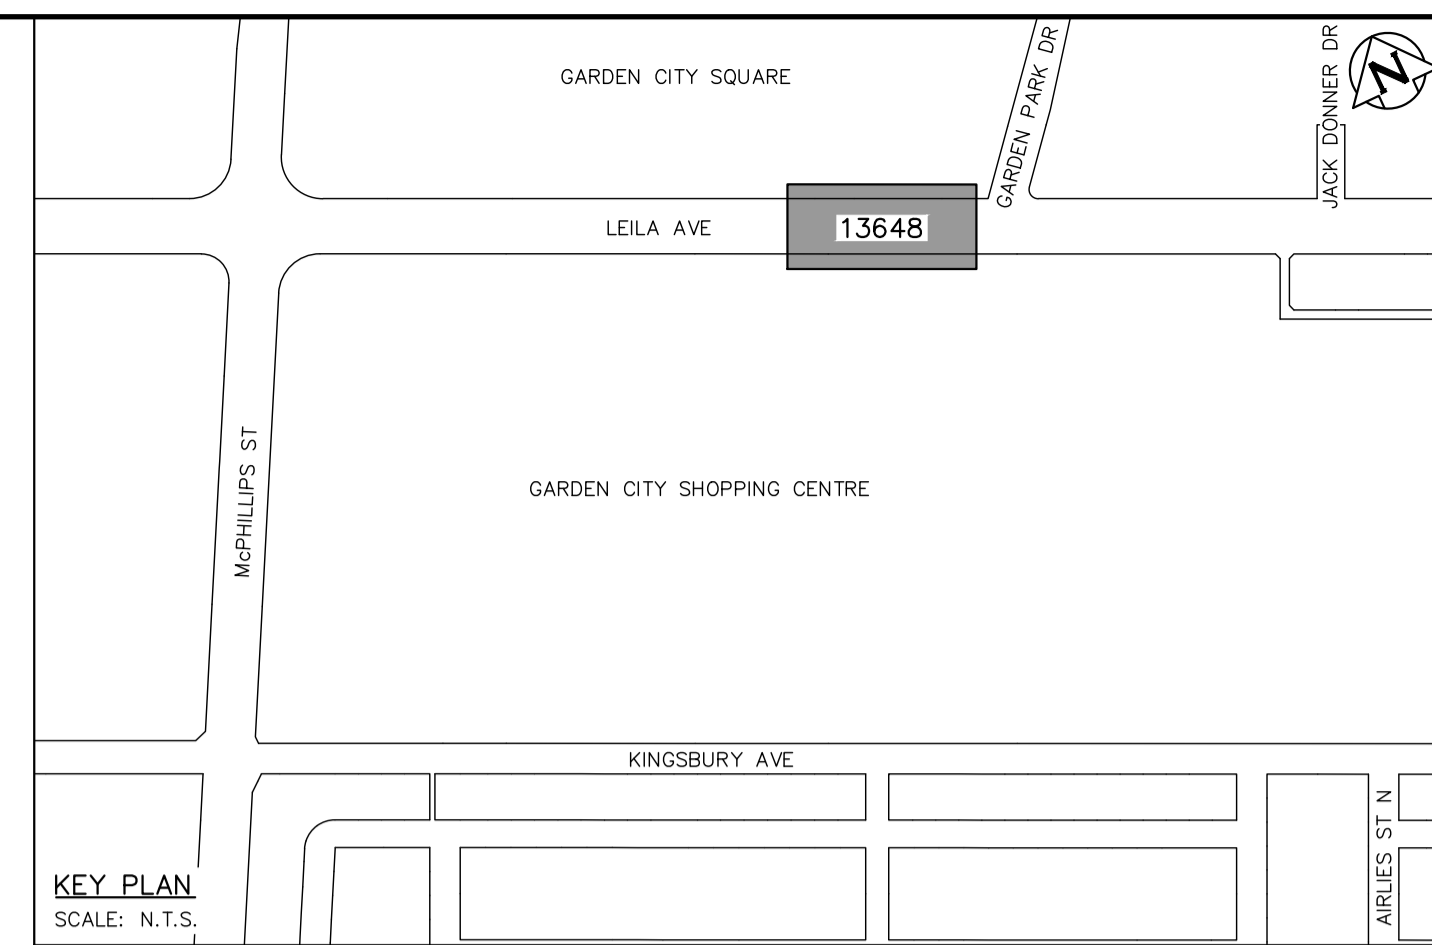 GARDEN CITY SQUARE
GARDEN PARK DR
JACK DONNER DR
N
LEILA AVE
13648
McPHILLIPS ST
GARDEN CITY SHOPPING CENTRE
KINGSBURY AVE
AIRLIES ST N
KEY PLAN
SCALE: N.T.S.